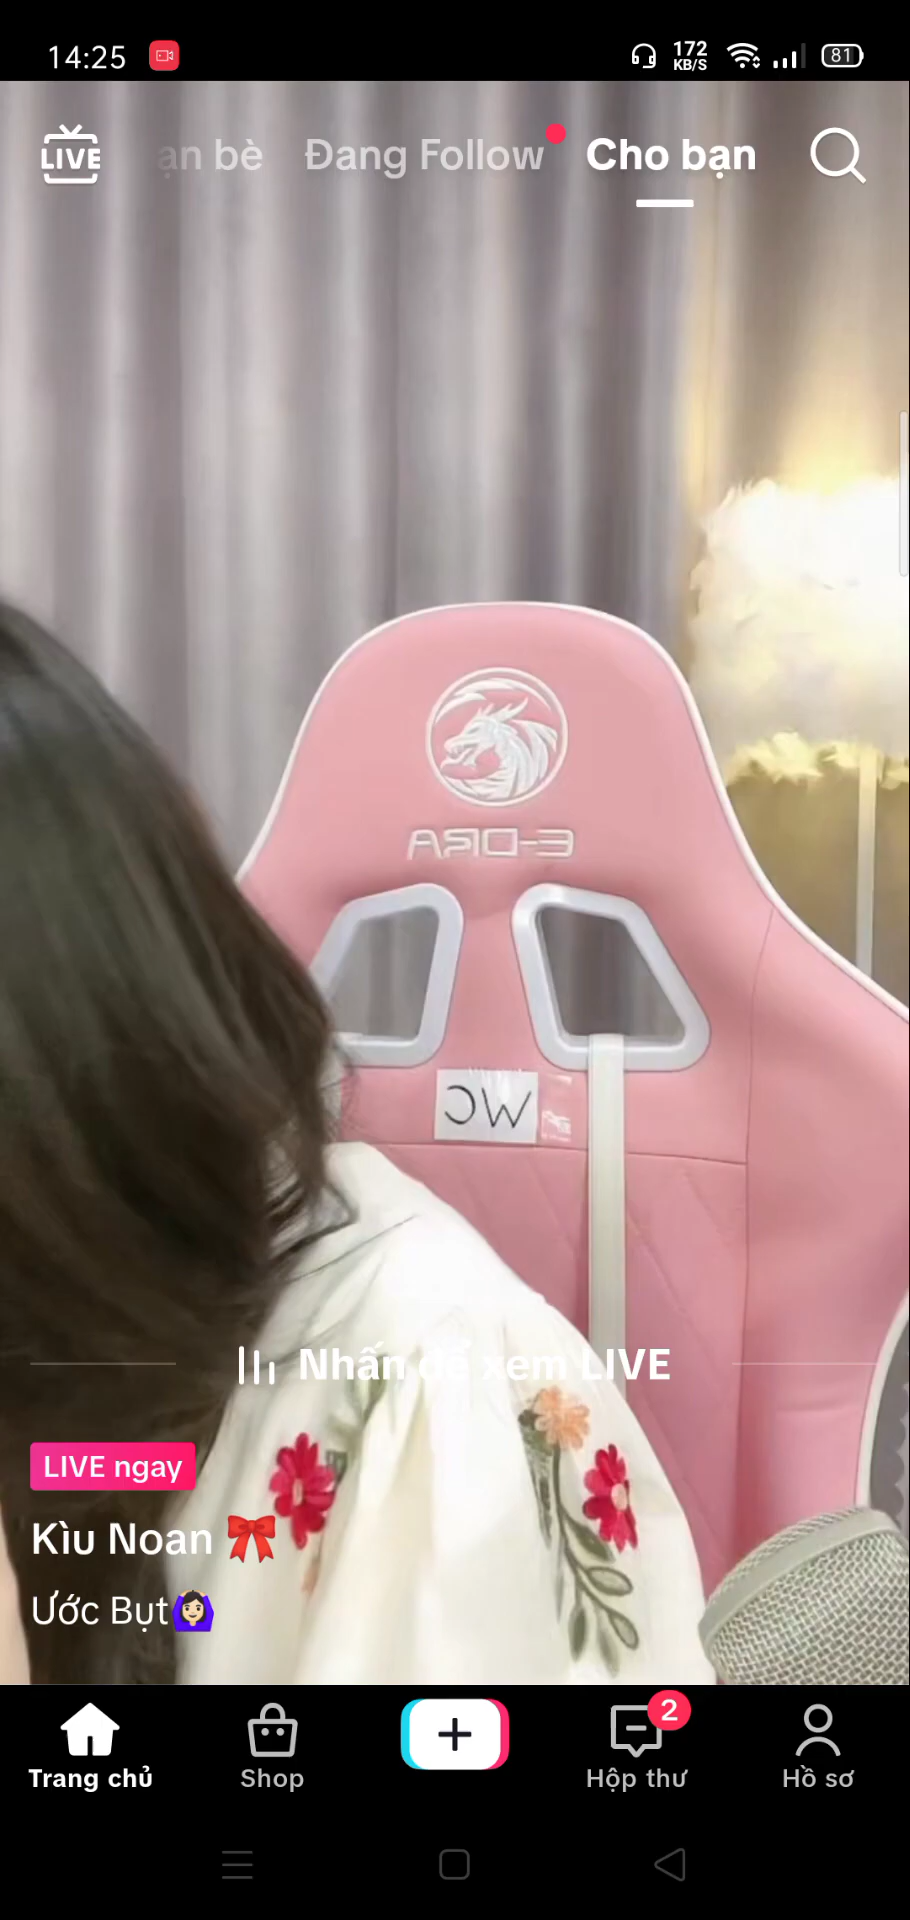 14:25
172
KB/S
81
LIVE
ạn bè
Đang Follow
Cho bạn
E-DRA
WC
Nhấn để xem LIVE
LIVE ngay
Kìu Noan 🎀
Ước Bụt🙆🏻‍♀️
2
Trang chủ
Shop
Hộp thư
Hồ sơ